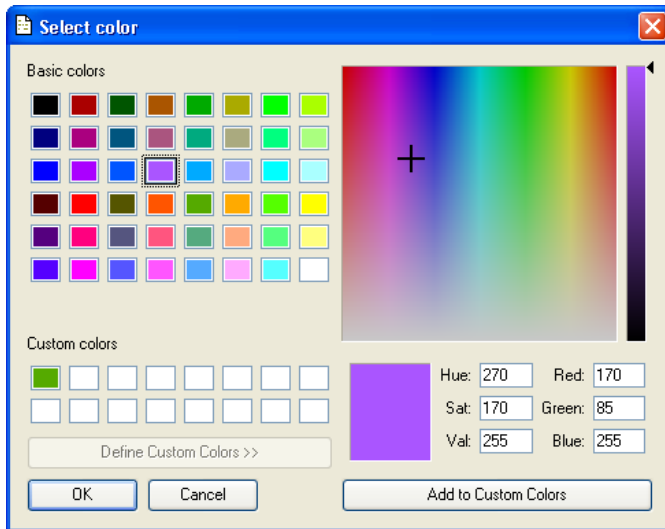 Select color
Basic colors
Custom colors
Hue: 270 Red: 170
Sat: 170 Green: 85
Val: 255 Blue: 255
Define Custom Colors >>
OK Cancel Add to Custom Colors